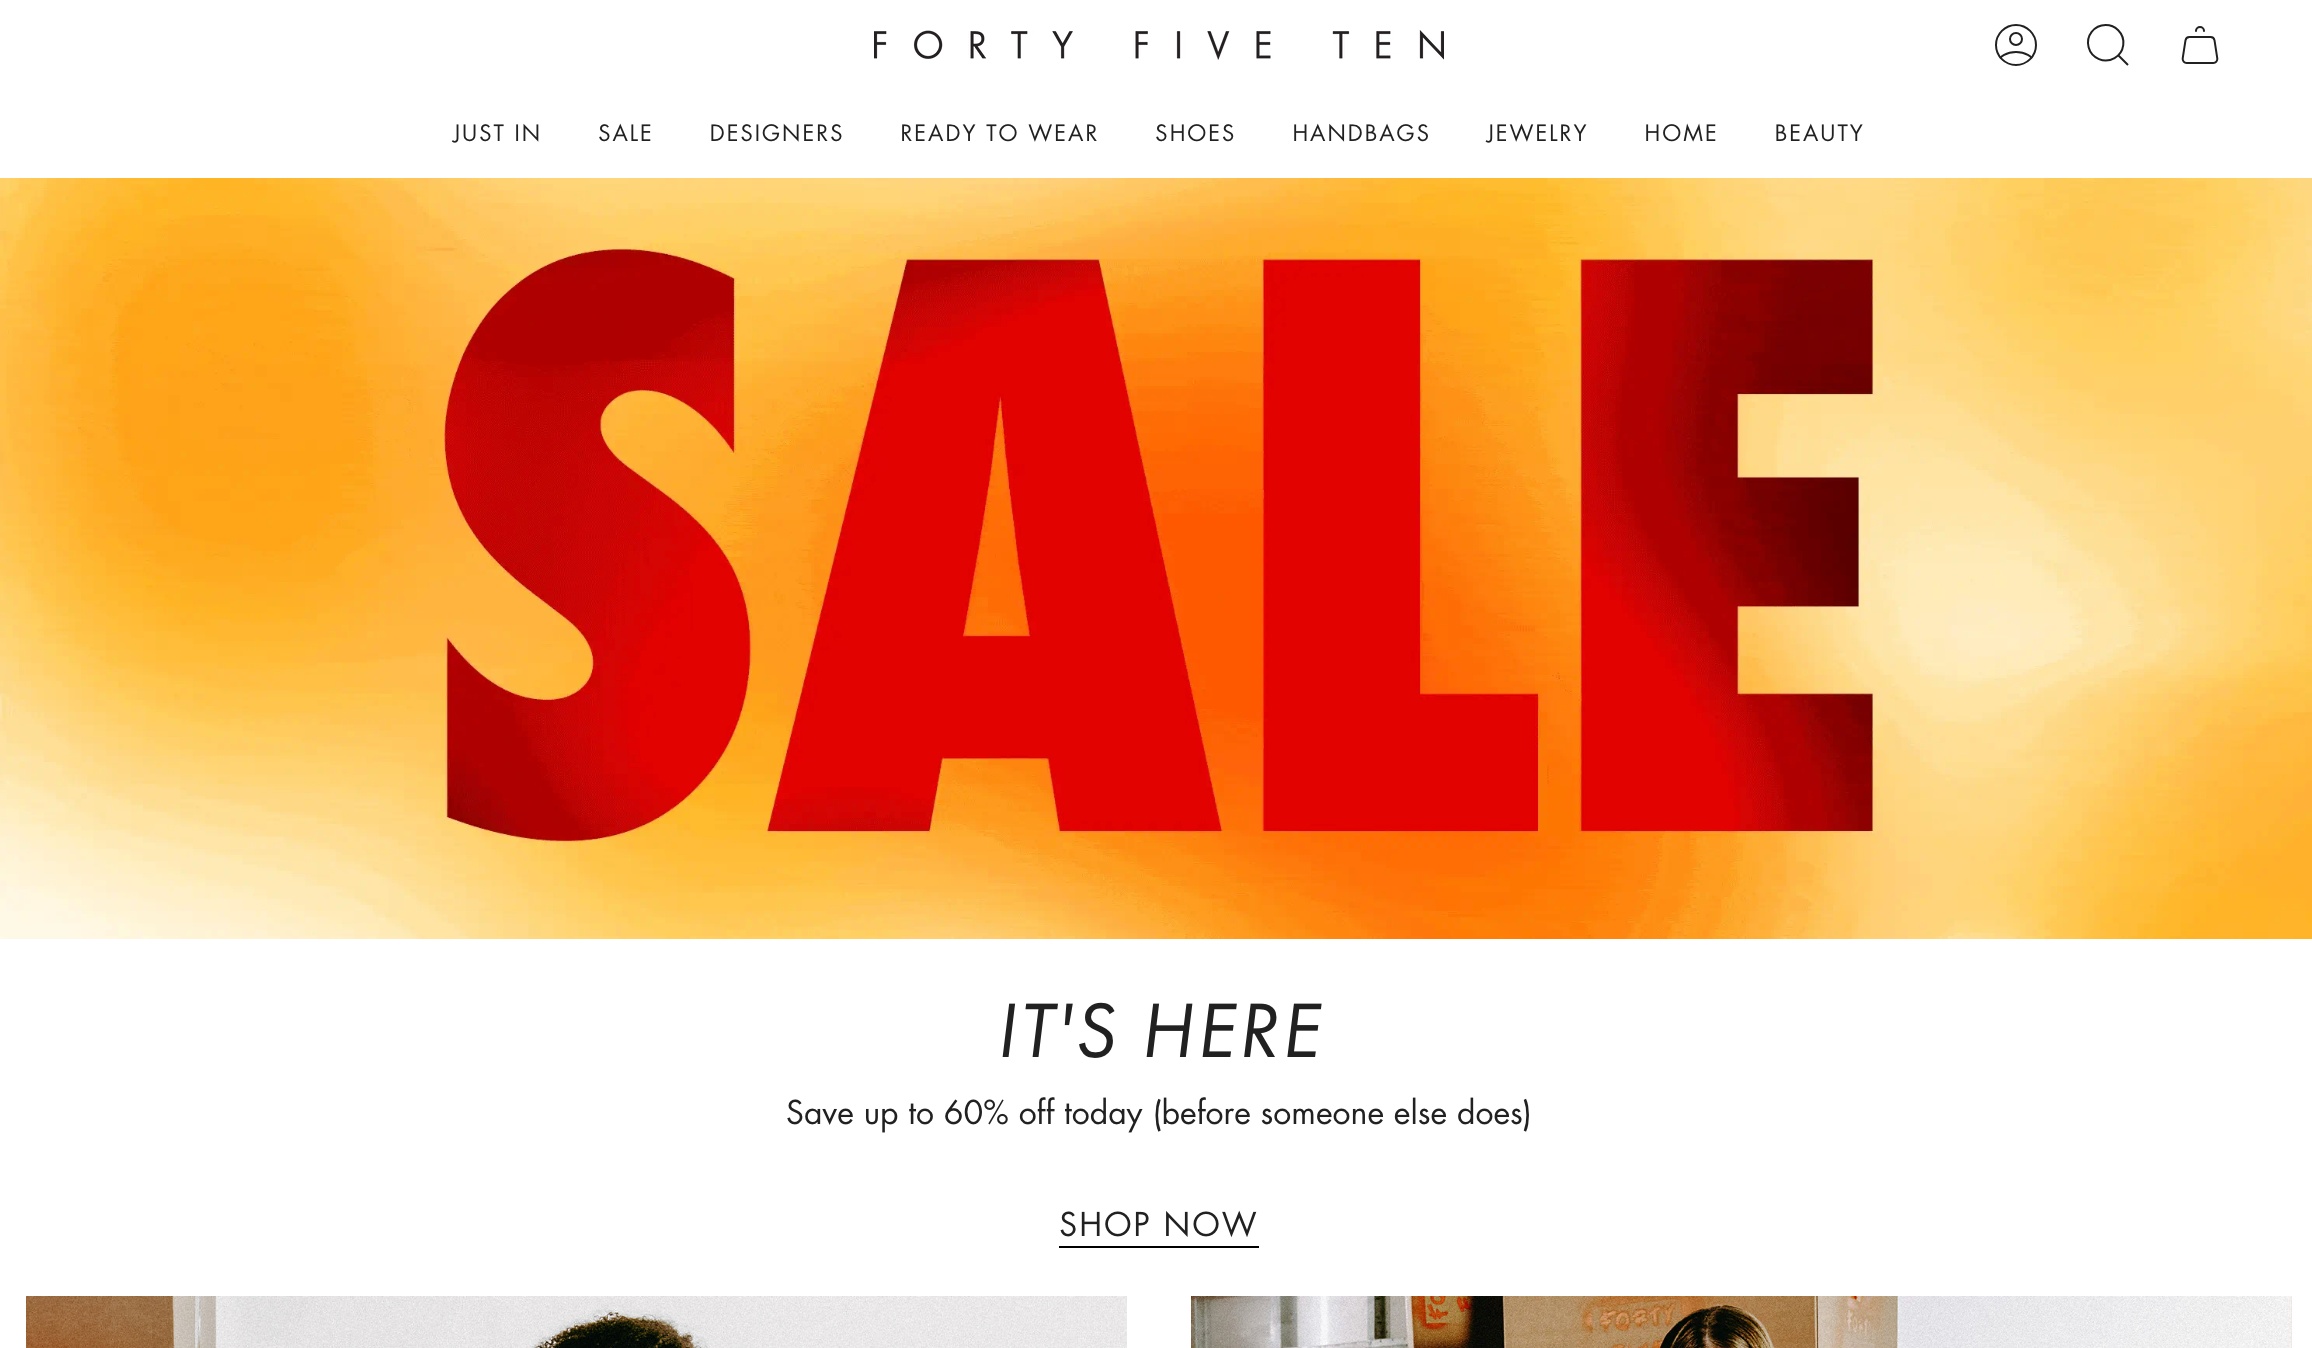 FORTY FIVE TEN
JUST IN SALE DESIGNERS READY TO WEAR SHOES HANDBAGS JEWELRY HOME BEAUTY
SALE
IT'S HERE
Save up to 60% off today (before someone else does)
SHOP NOW